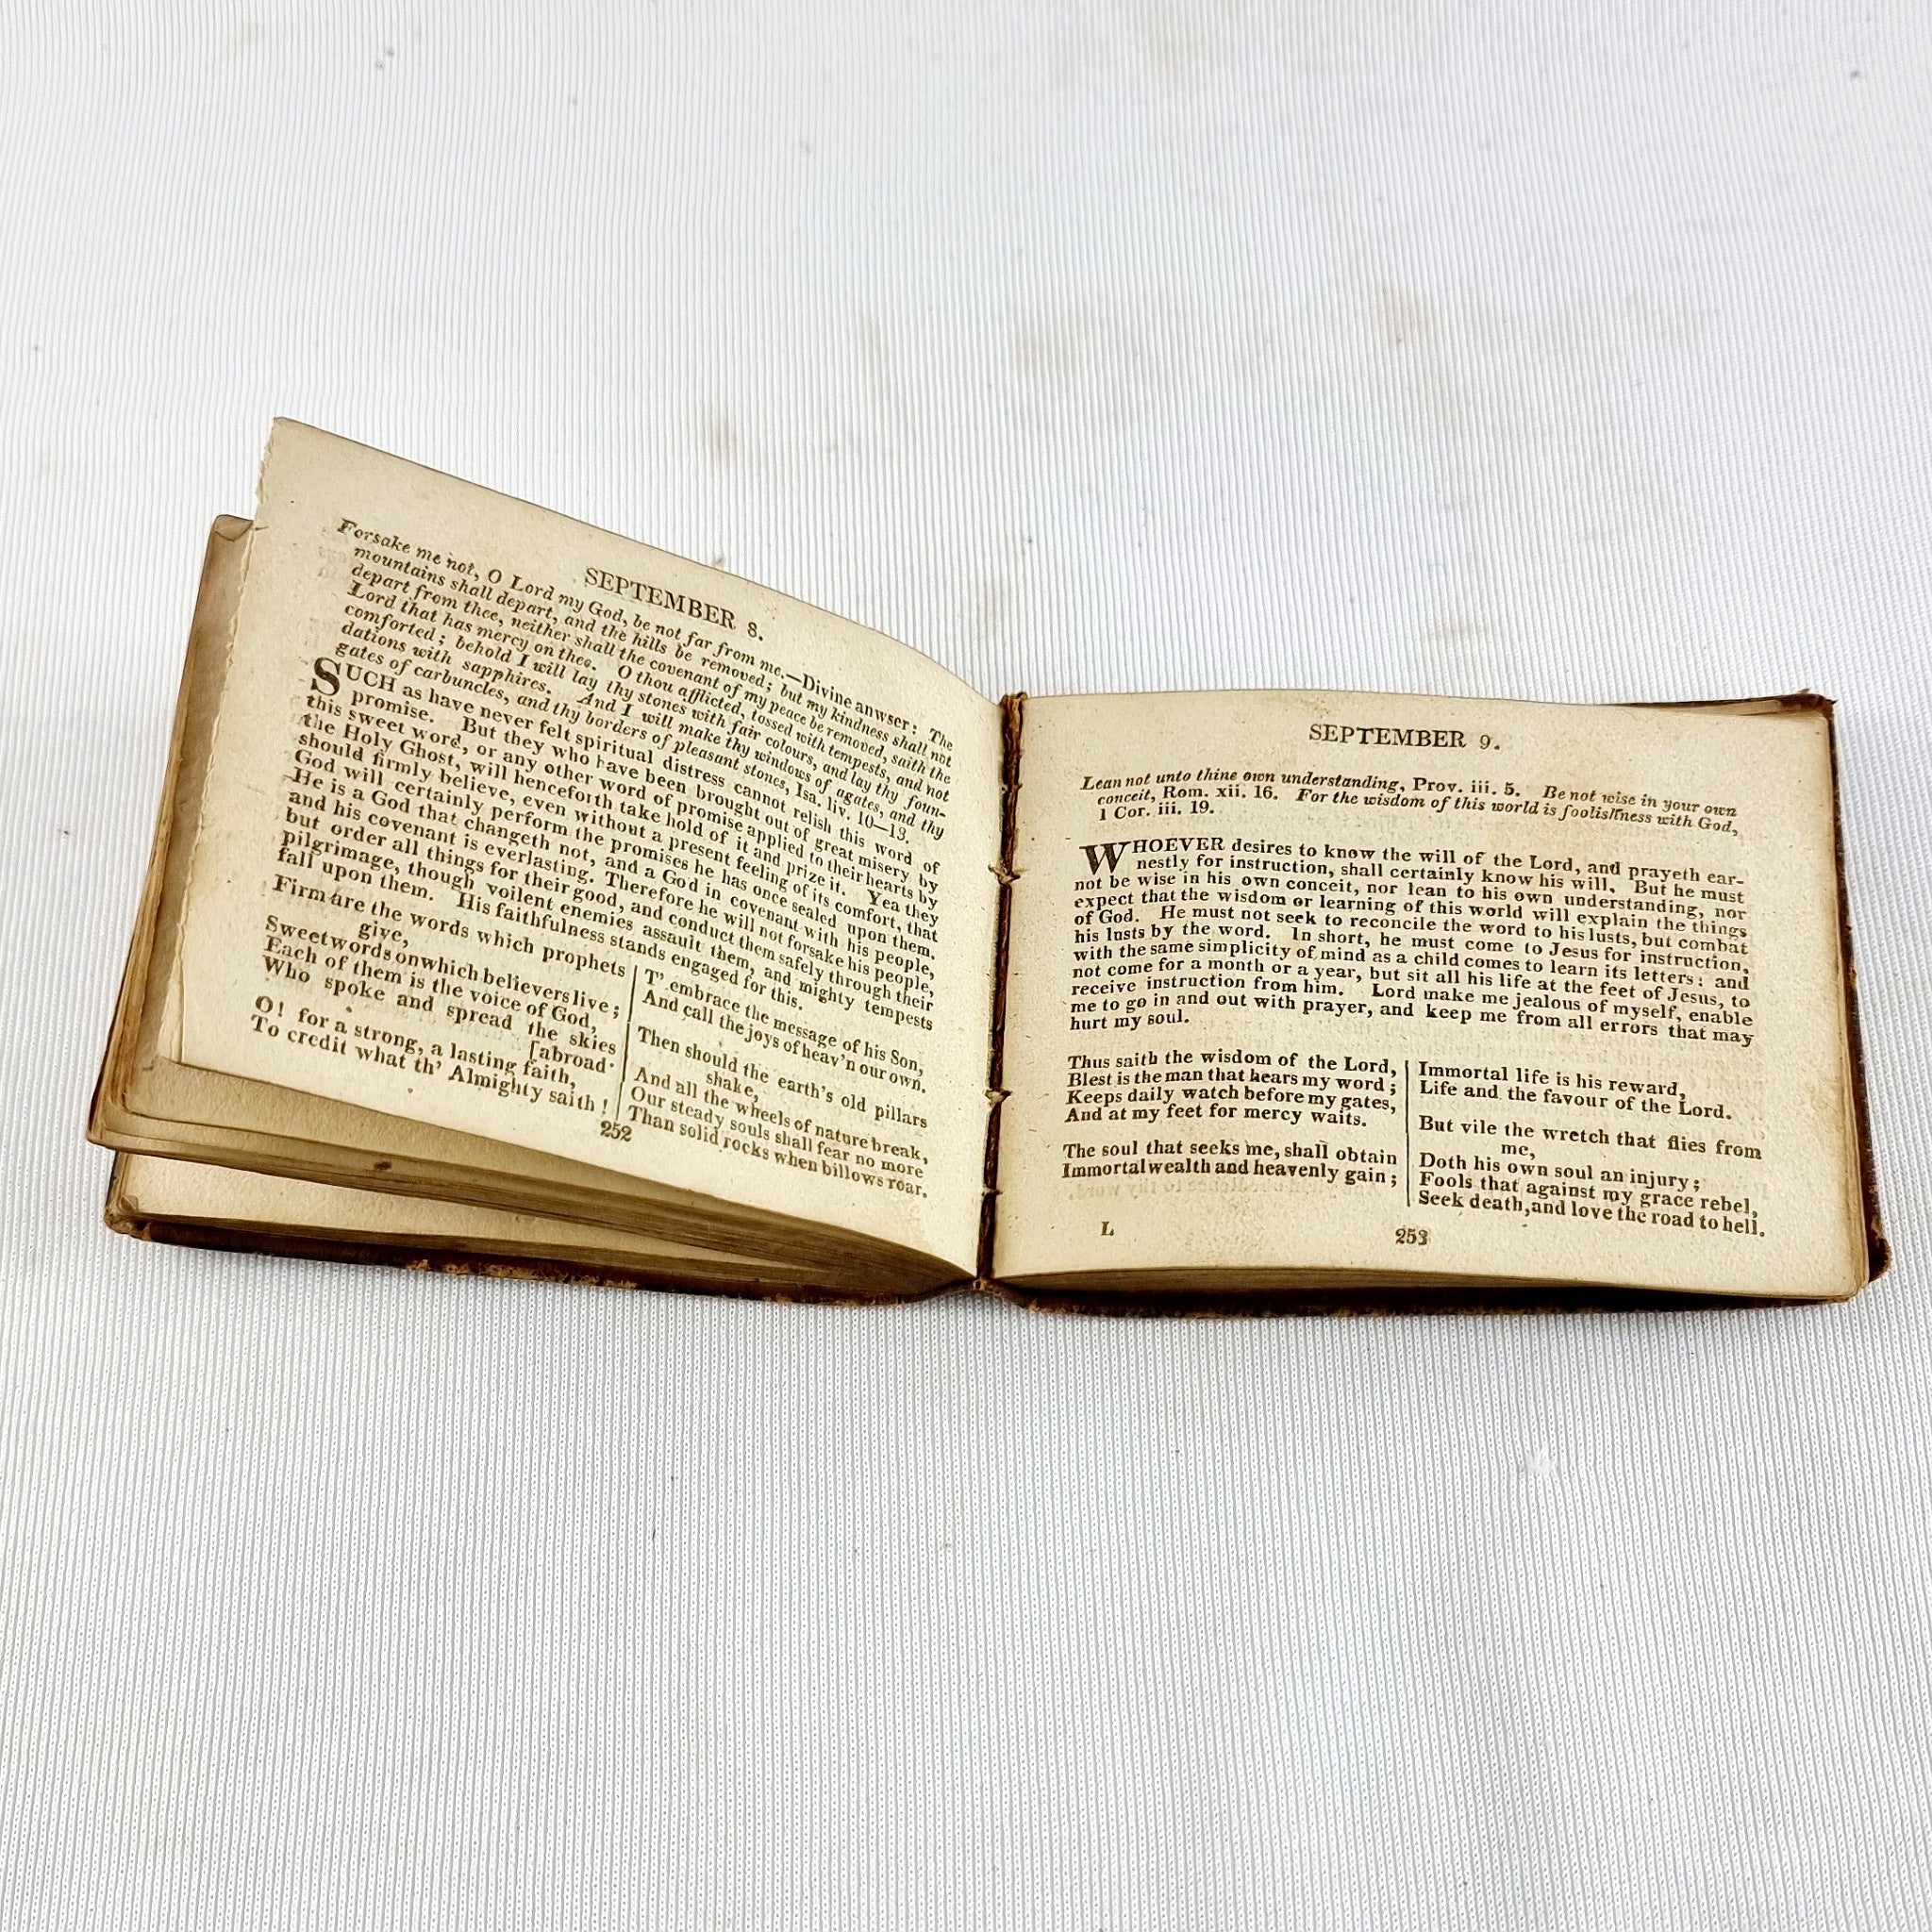 SEPTEMBER 8.
Forsake me not, O Lord my God, be not far from me.—Divine anwser: The
mountains shall depart, and the hills be removed; but my kindness shall not
depart from thee, neither shall the covenant of my peace be removed, saith the
Lord that has mercy on thee. O thou afflicted, tossed with tempests, and not
comforted; behold I will lay thy stones with fair colours, and lay thy foun-
dations with sapphires. And I will make thy windows of agates, and thy
gates of carbuncles, and thy borders of pleasant stones, Isa. liv. 10—13.
SUCH as have never felt spiritual distress cannot relish this word of
promise. But they who have been brought out of great misery by
this sweet word, or any other word of promise applied to their hearts by
the Holy Ghost, will henceforth take hold of it and prize it. Yea they
should firmly believe, even without a present feeling of its comfort, that
God will certainly perform the promises he has once sealed upon them.
He is a God that changeth not, and a God in covenant with his people,
and his covenant is everlasting. Therefore he will not forsake his people,
but order all things for their good, and conduct them safely through their
pilgrimage, though voilent enemies assault them, and mighty tempests
fall upon them. His faithfulness stands engaged for this.
Firm are the words which prophets
give,
Sweet words on which believers live;
Each of them is the voice of God,
Who spoke and spread the skies
[abroad.
O! for a strong, a lasting faith,
To credit what th' Almighty saith!
T' embrace the message of his Son,
And call the joys of heav'n our own.
Then should the earth's old pillars
shake,
And all the wheels of nature break,
Our steady souls shall fear no more
Than solid rocks when billows roar.
252
SEPTEMBER 9.
Lean not unto thine own understanding, Prov. iii. 5. Be not wise in your own
conceit, Rom. xii. 16. For the wisdom of this world is foolishness with God,
1 Cor. iii. 19.
WHOEVER desires to know the will of the Lord, and prayeth ear-
nestly for instruction, shall certainly know his will. But he must
not be wise in his own conceit, nor lean to his own understanding, nor
expect that the wisdom or learning of this world will explain the things
of God. He must not seek to reconcile the word to his lusts, but combat
his lusts by the word. In short, he must come to Jesus for instruction,
with the same simplicity of mind as a child comes to learn its letters: and
not come for a month or a year, but sit all his life at the feet of Jesus, to
receive instruction from him. Lord make me jealous of myself, enable
me to go in and out with prayer, and keep me from all errors that may
hurt my soul.
Thus saith the wisdom of the Lord,
Blest is the man that hears my word;
Keeps daily watch before my gates,
And at my feet for mercy waits.
The soul that seeks me, shall obtain
Immortal wealth and heavenly gain;
Immortal life is his reward,
Life and the favour of the Lord.
But vile the wretch that flies from
me,
Doth his own soul an injury;
Fools that against my grace rebel,
Seek death, and love the road to hell.
L
253